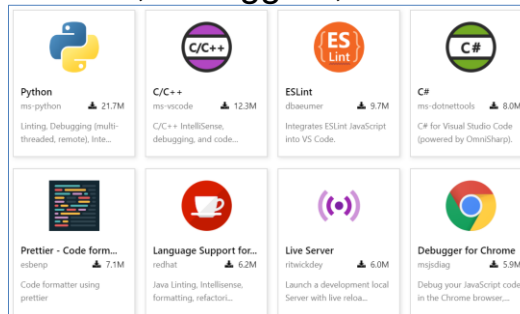 C/C++
ES
Lint
C#
Python
ms-python 21.7M
Linting, Debugging (multi-
threaded, remote), Inte...
C/C++
ms-vscode 12.3M
C/C++ IntelliSense,
debugging, and code...
ESLint
dbaeumer 9.7M
Integrates ESLint JavaScript
into VS Code.
C#
ms-dotnettools 8.0M
C# for Visual Studio Code
(powered by OmniSharp).
Prettier - Code form...
esbenp 7.1M
Code formatter using
prettier
Language Support for...
redhat 6.2M
Java Linting, Intellisense,
formatting, refactori...
Live Server
ritwickdey 6.0M
Launch a development local
Server with live reloa...
Debugger for Chrome
msjsdiag 5.9M
Debug your JavaScript code
in the Chrome browser,...